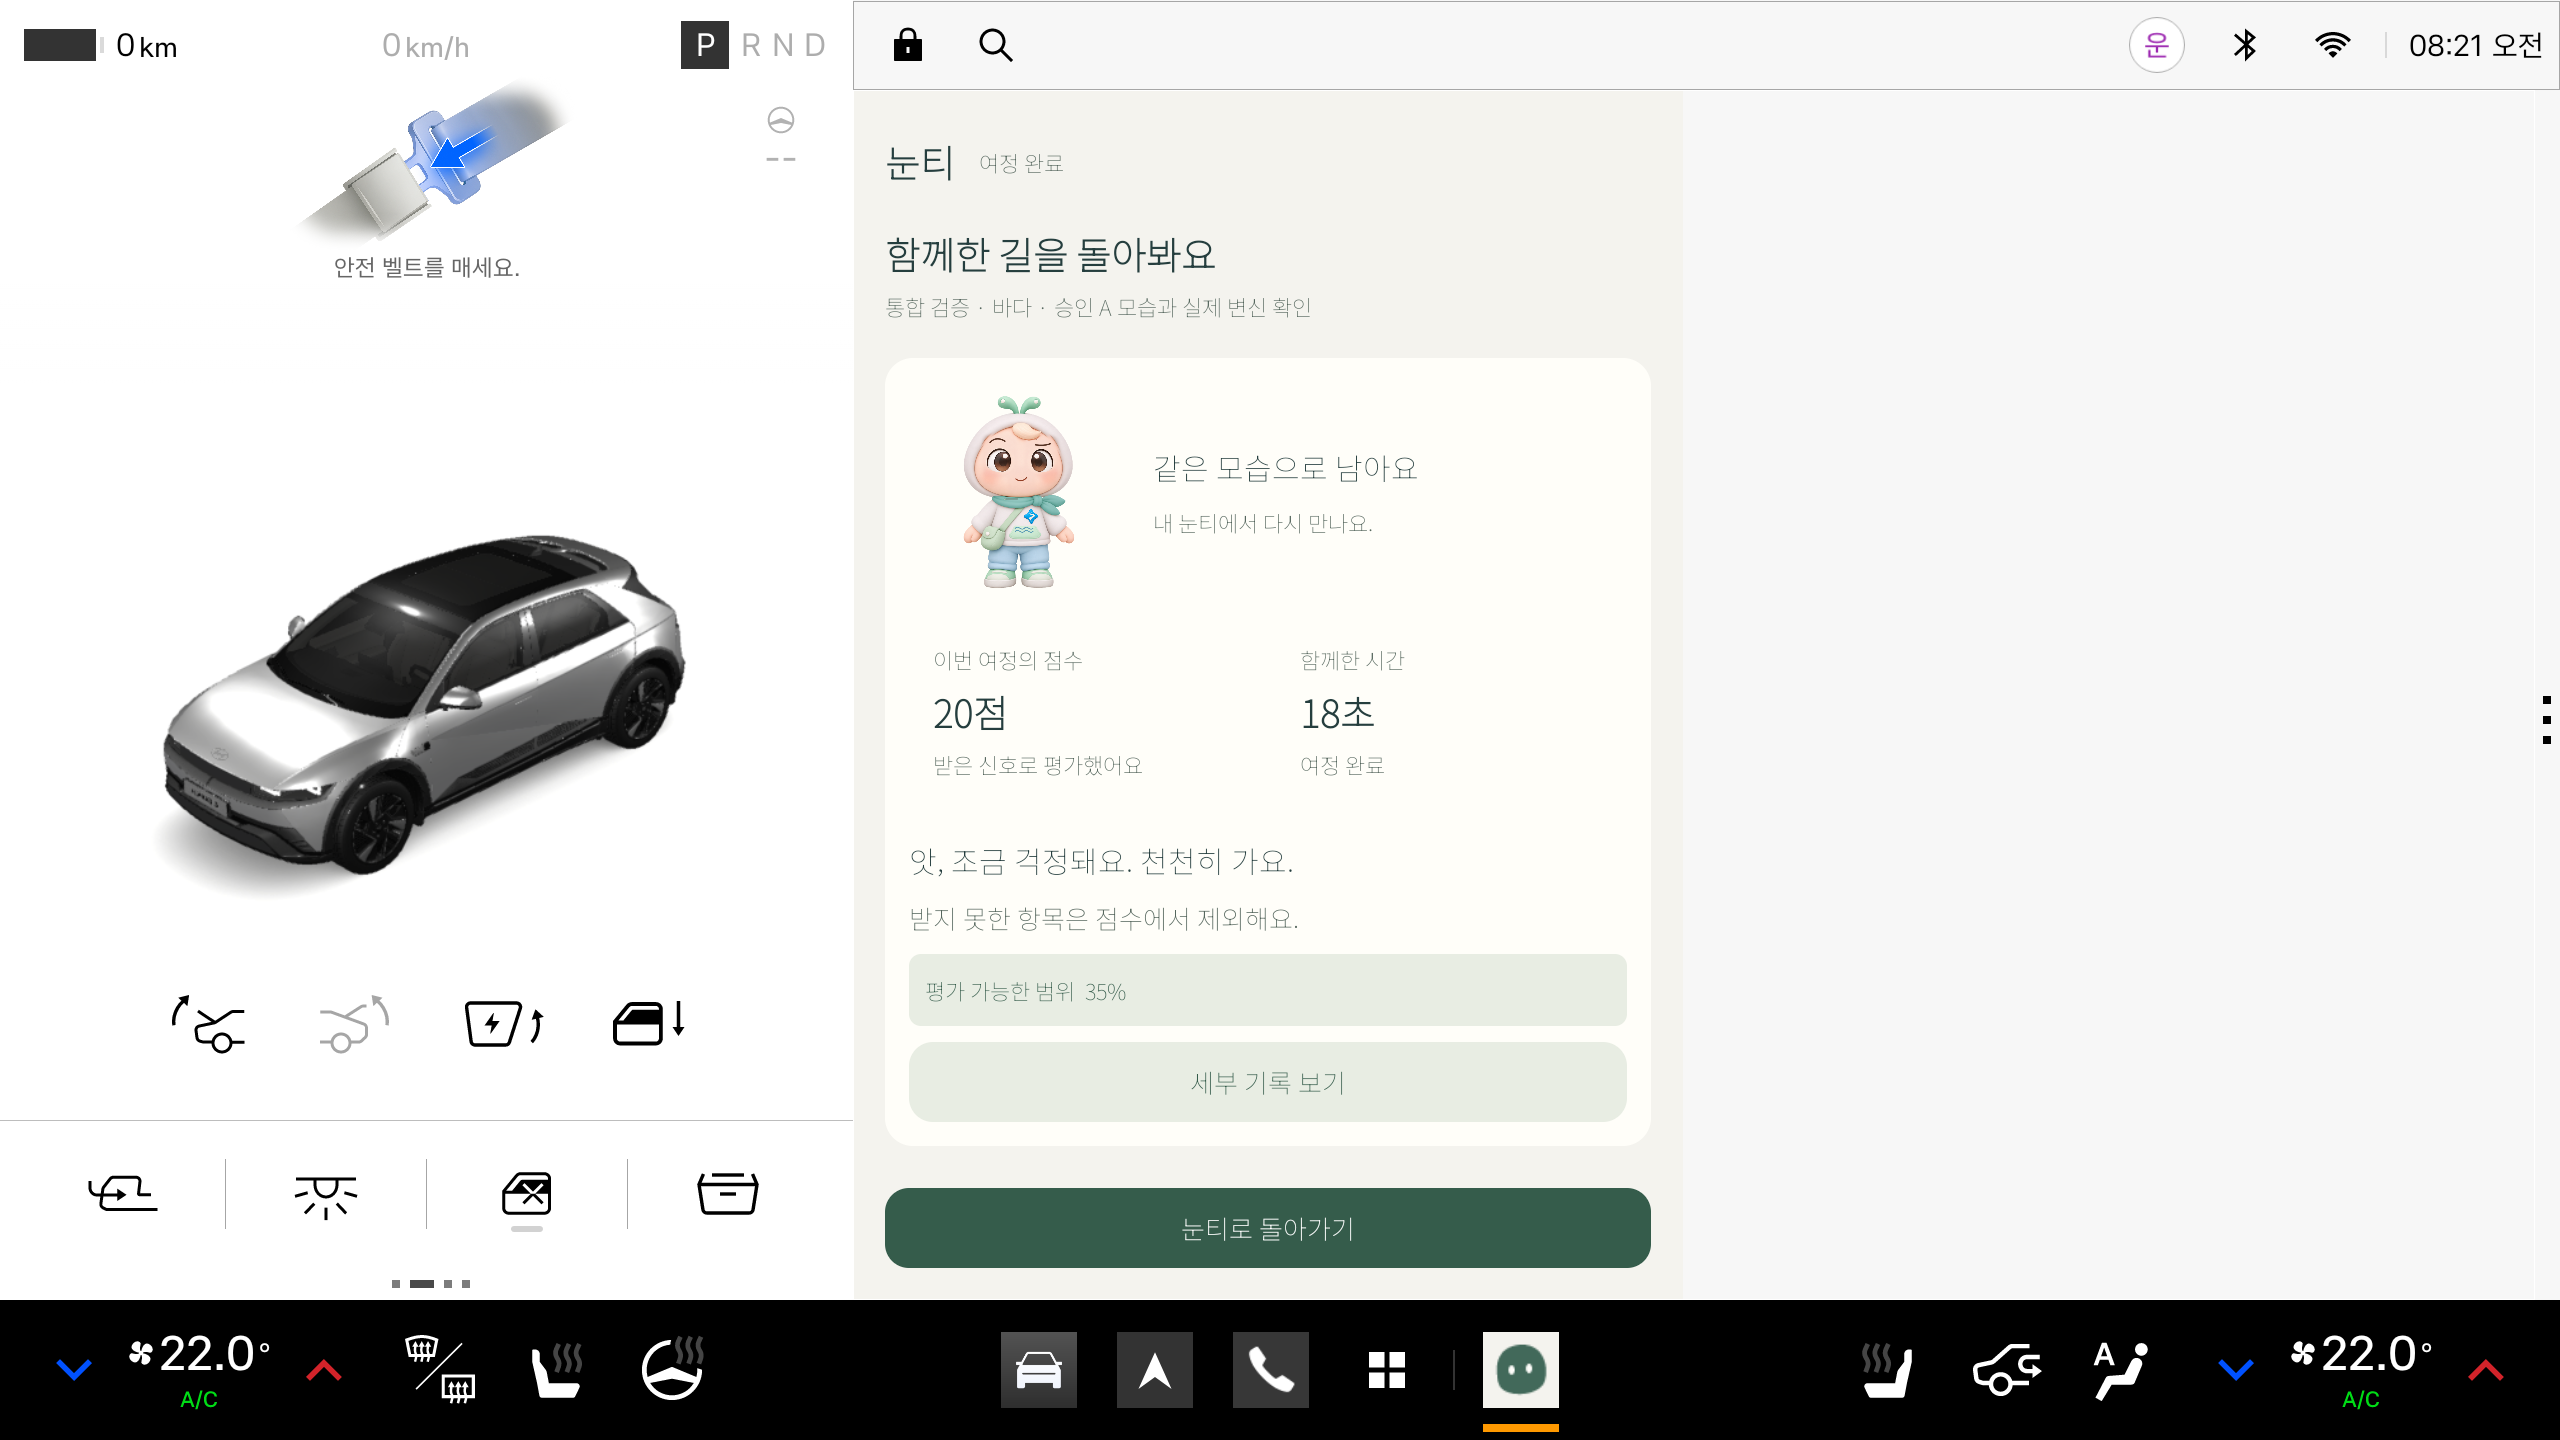 0 km
0 km/h
P R N D
안전 벨트를 매세요.
운
08:21 오전
눈티 여정 완료
함께한 길을 돌아봐요
통합 검증 · 바다 · 승인 A 모습과 실제 변신 확인
같은 모습으로 남아요
내 눈티에서 다시 만나요.
이번 여정의 점수
20점
받은 신호로 평가했어요
함께한 시간
18초
여정 완료
앗, 조금 걱정돼요. 천천히 가요.
받지 못한 항목은 점수에서 제외해요.
평가 가능한 범위 35%
세부 기록 보기
눈티로 돌아가기
22.0°
A/C
A
22.0°
A/C